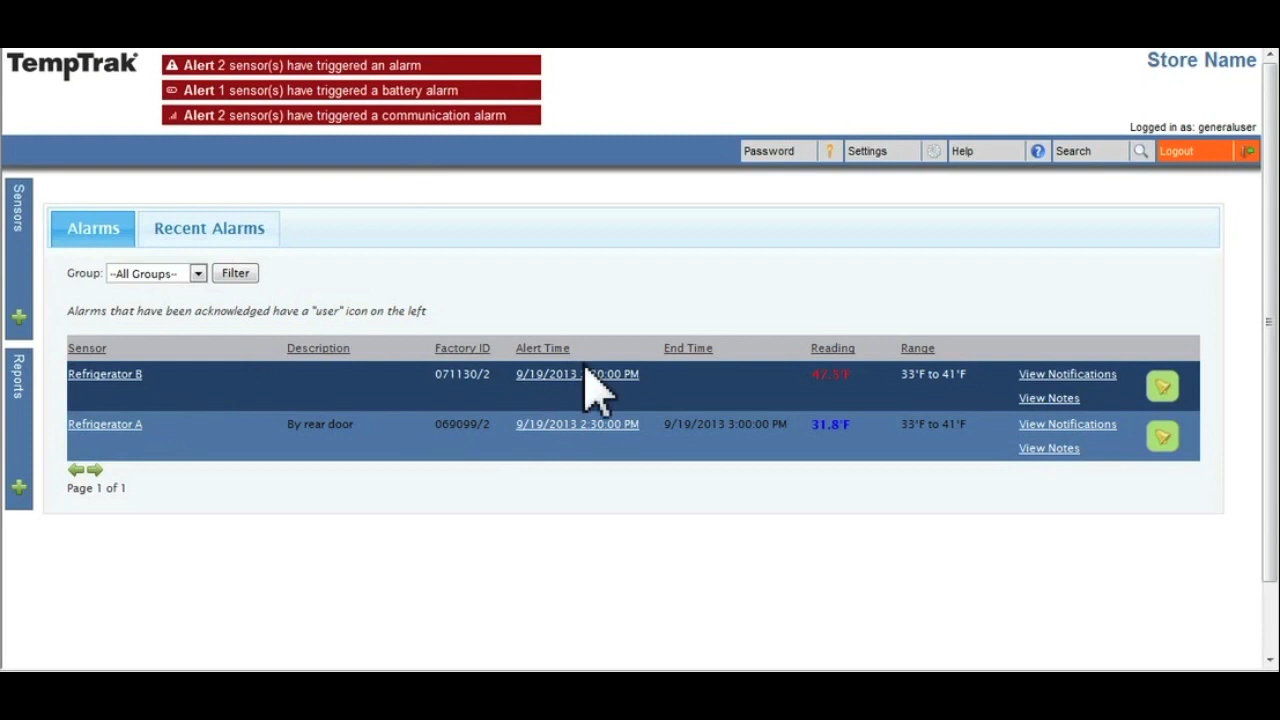 TempTrak
Alert 2 sensor(s) have triggered an alarm
Alert 1 sensor(s) have triggered a battery alarm
Alert 2 sensor(s) have triggered a communication alarm
Store Name
Logged in as: generaluser
Password Settings Help Search Logout
Sensors
Reports
Alarms Recent Alarms
Group: --All Groups-- Filter
Alarms that have been acknowledged have a "user" icon on the left
Sensor Description Factory ID Alert Time End Time Reading Range
Refrigerator B 071130/2 9/19/2013 PM 33°F to 41°F View Notifications
View Notes
Refrigerator A By rear door 069099/2 9/19/2013 2:30:00 PM 9/19/2013 3:00:00 PM 31.8°F 33°F to 41°F View Notifications
View Notes
Page 1 of 1